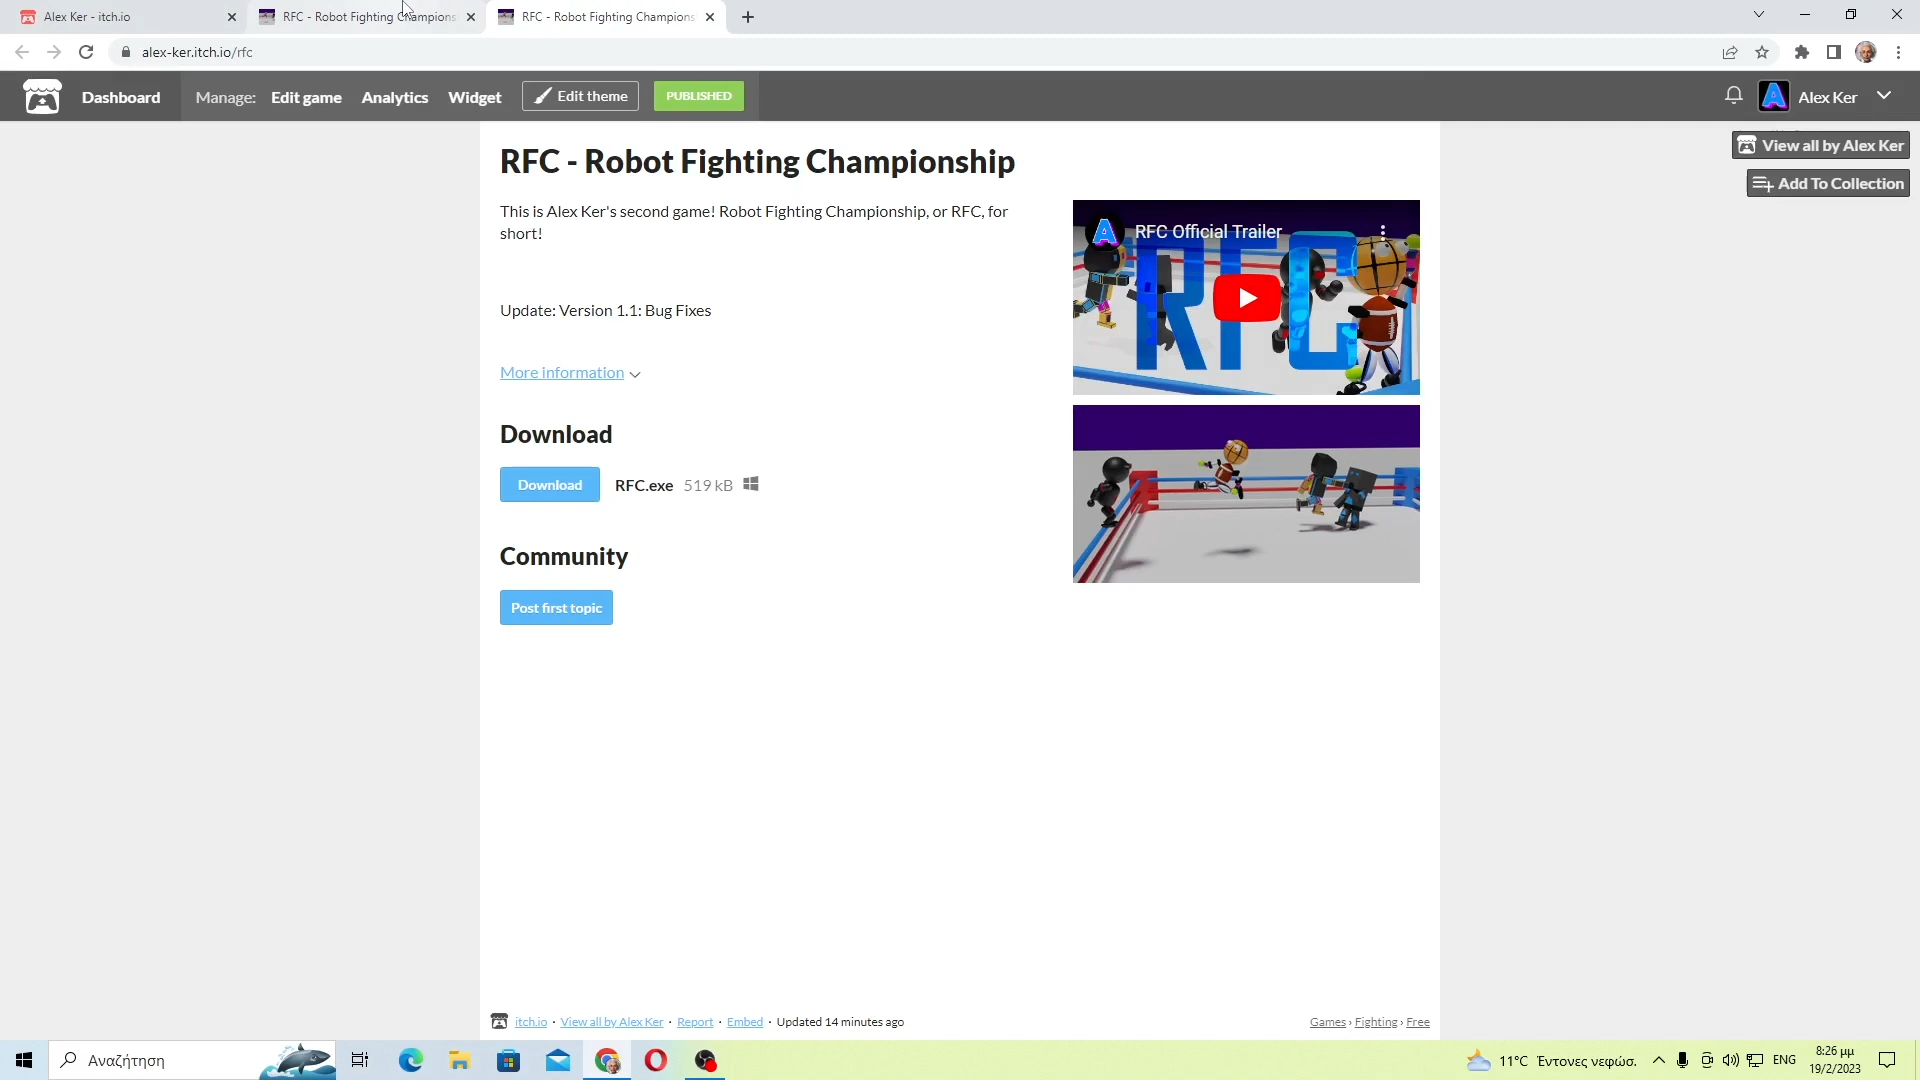 Alex Ker - itch.io
RFC - Robot Fighting Champions
RFC - Robot Fighting Champions
alex-ker.itch.io/rfc
Dashboard
Manage:
Edit game
Analytics
Widget
Edit theme
PUBLISHED
Alex Ker
View all by Alex Ker
Add To Collection
RFC - Robot Fighting Championship
This is Alex Ker's second game! Robot Fighting Championship, or RFC, for
short!
Update: Version 1.1: Bug Fixes
More information
Download
Download
RFC.exe 519 kB
Community
Post first topic
A
RFC Official Trailer
RFC
itch.io · View all by Alex Ker · Report · Embed · Updated 14 minutes ago
Games › Fighting › Free
Αναζήτηση
11°C Έντονες νεφώσ.
ENG
8:26 μμ
19/2/2023